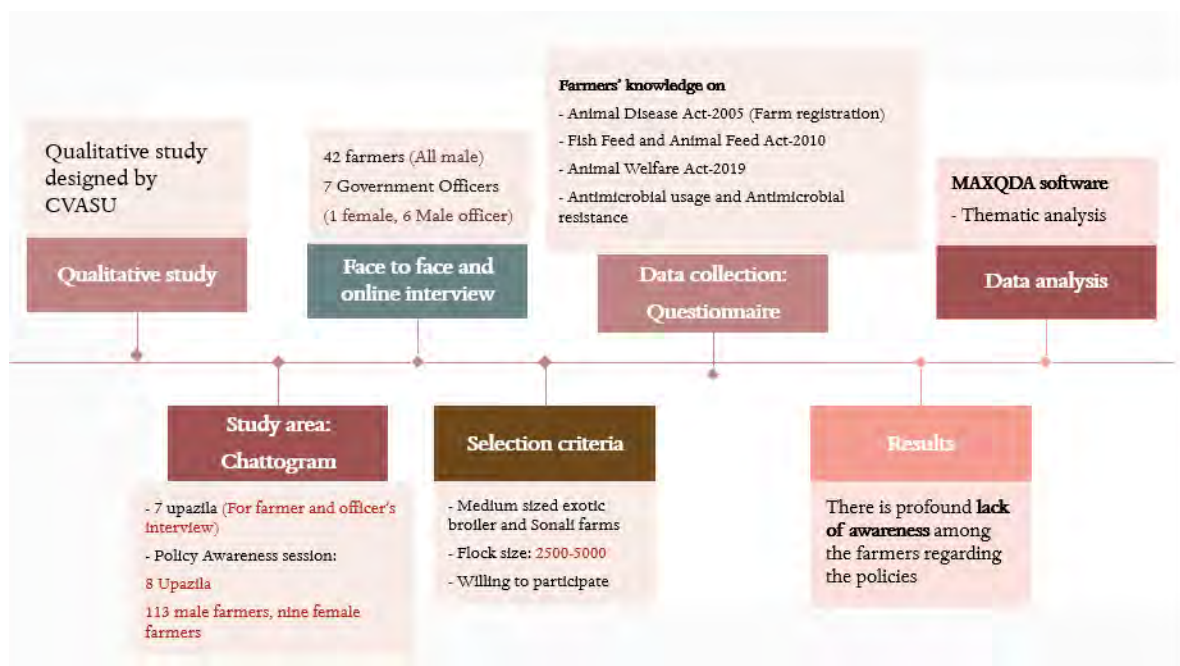 Qualitative study
designed by
CVASU
Qualitative study
Study area:
Chattogram
- 7 upazila (For farmer and officer's
interview)
- Policy Awareness session:
8 Upazila
113 male farmers, nine female
farmers
42 farmers (All male)
7 Government Officers
(1 female, 6 Male officer)
Face to face and
online interview
Selection criteria
- Medium sized exotic
broiler and Sonali farms
- Flock size: 2500-5000
- Willing to participate
Farmers' knowledge on
- Animal Disease Act-2005 (Farm registration)
- Fish Feed and Animal Feed Act-2010
- Animal Welfare Act-2019
- Antimicrobial usage and Antimicrobial
resistance
Data collection:
Questionnaire
Results
There is profound lack
of awareness among
the farmers regarding
the policies
MAXQDA software
- Thematic analysis
Data analysis